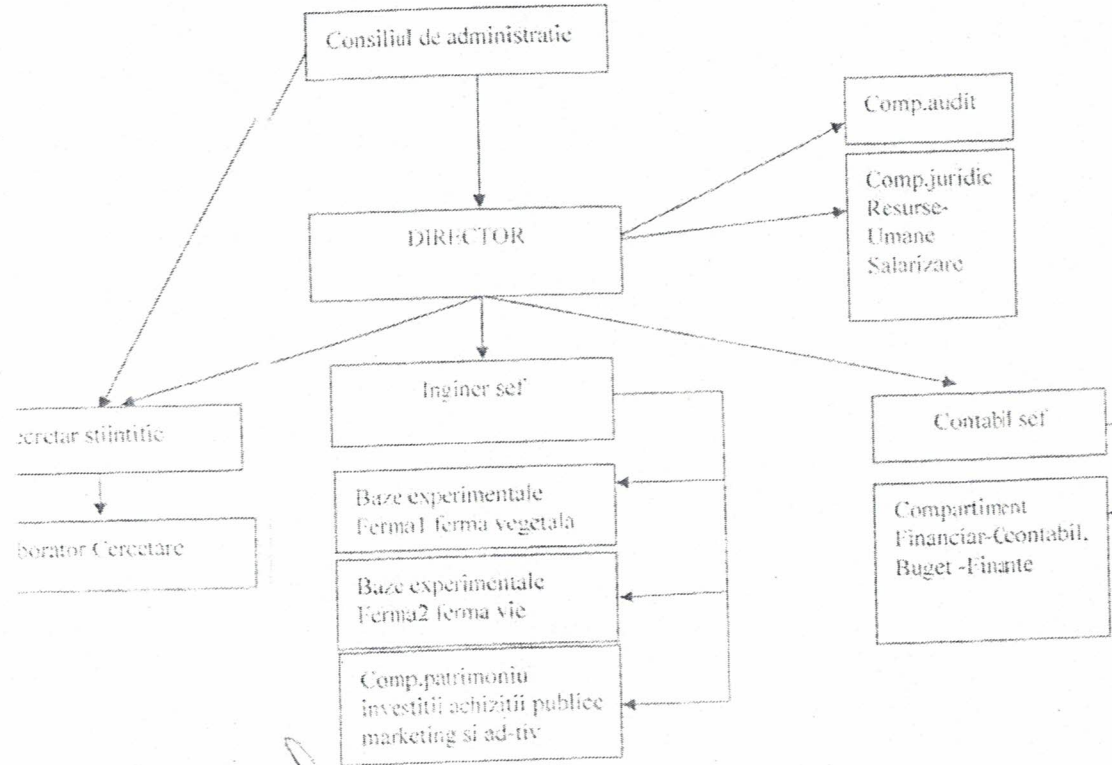 Consiliul de administratie
Comp.audit
Comp.juridic
Resurse-
Umane
Salarizare
DIRECTOR
Inginer sef
Contabil sef
ecretar stiintific
borator Cercetare
Baze experimentale
Ferma1 ferma vegetala
Baze experimentale
Ferma2 ferma vie
Comp.patrimoniu
investitii achizitii publice
marketing si ad-tiv
Compartiment
Financiar-Ccontabil.
Buget -Finante